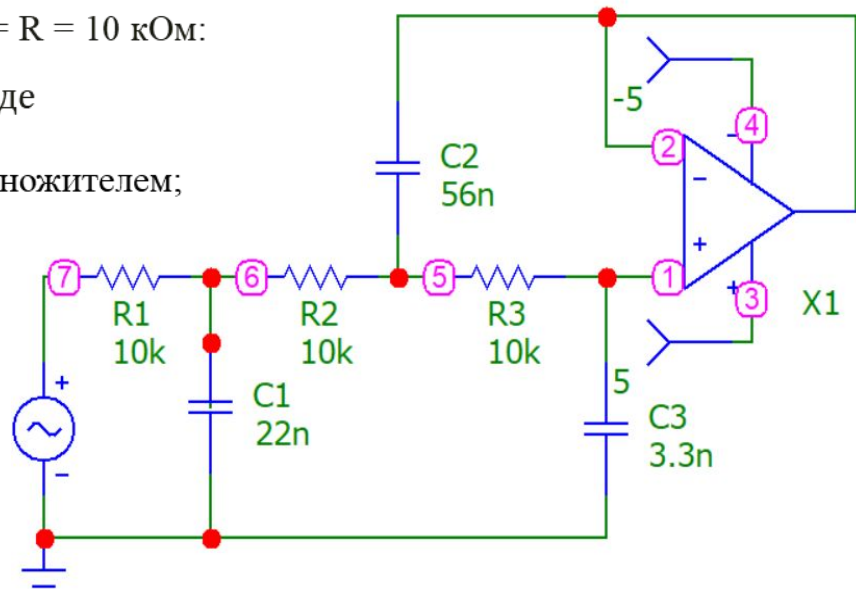 = R = 10 кОм:
де
ножителем;
-5
4
2
C2
56n
−
+
1
3
X1
7
6
5
R1
10k
R2
10k
R3
10k
5
+
−
C1
22n
C3
3.3n